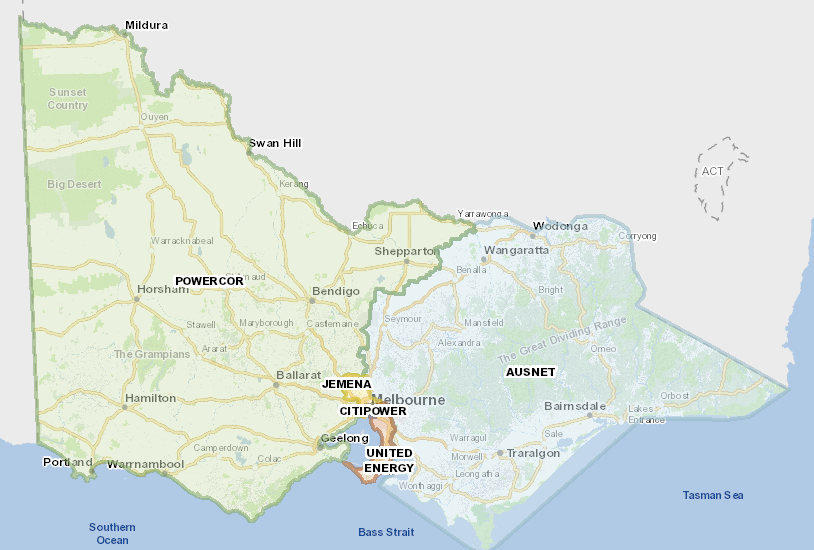 Mildura
Sunset
Country
Ouyen
Swan Hill
ACT
Big Desert
Kerang
Yarrawonga
Echuca
Wodonga
Corryong
Warracknabeal
Shepparton
Wangaratta
Benalla
POWERCOR
Horsham
Bendigo
Bright
Seymour
Mansfield
Stawell
Maryborough
Castlemaine
The Great Dividing Range
Alexandra
Ararat
Omeo
The Grampians
Ballarat
JEMENA
AUSNET
Melbourne
Hamilton
CITIPOWER
Bairnsdale
Orbost
Lakes
Entrance
Geelong
Warragul
Sale
Camperdown
Colac
UNITED
ENERGY
Morwell
Traralgon
Portland
Warrnambool
Leongatha
Wonthaggi
Tasman Sea
Southern
Ocean
Bass Strait